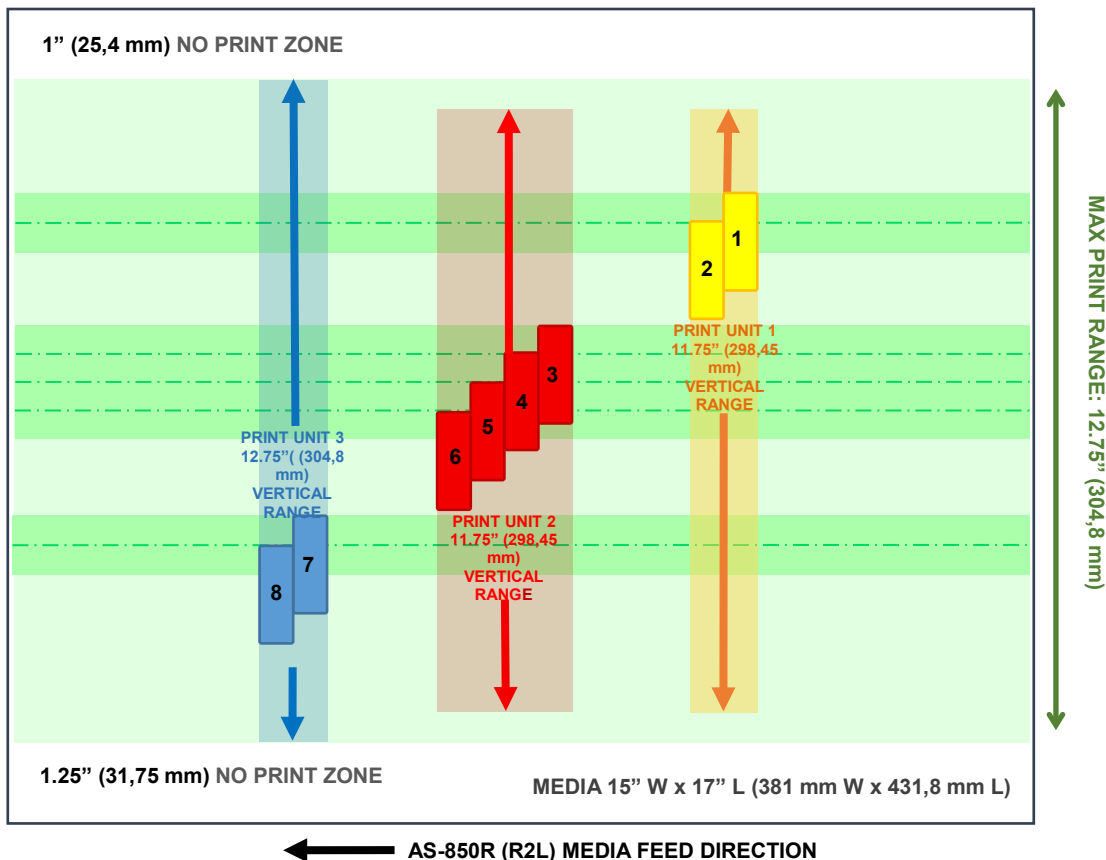 1” (25,4 mm) NO PRINT ZONE
1
2
PRINT UNIT 1
11.75” (298,45
mm)
VERTICAL
RANGE
3
4
5
6
PRINT UNIT 2
11.75” (298,45
mm)
VERTICAL
RANGE
PRINT UNIT 3
12.75”( (304,8
mm)
VERTICAL
RANGE
7
8
MAX PRINT RANGE: 12.75” (304,8 mm)
1.25” (31,75 mm) NO PRINT ZONE
MEDIA 15” W x 17” L (381 mm W x 431,8 mm L)
AS-850R (R2L) MEDIA FEED DIRECTION